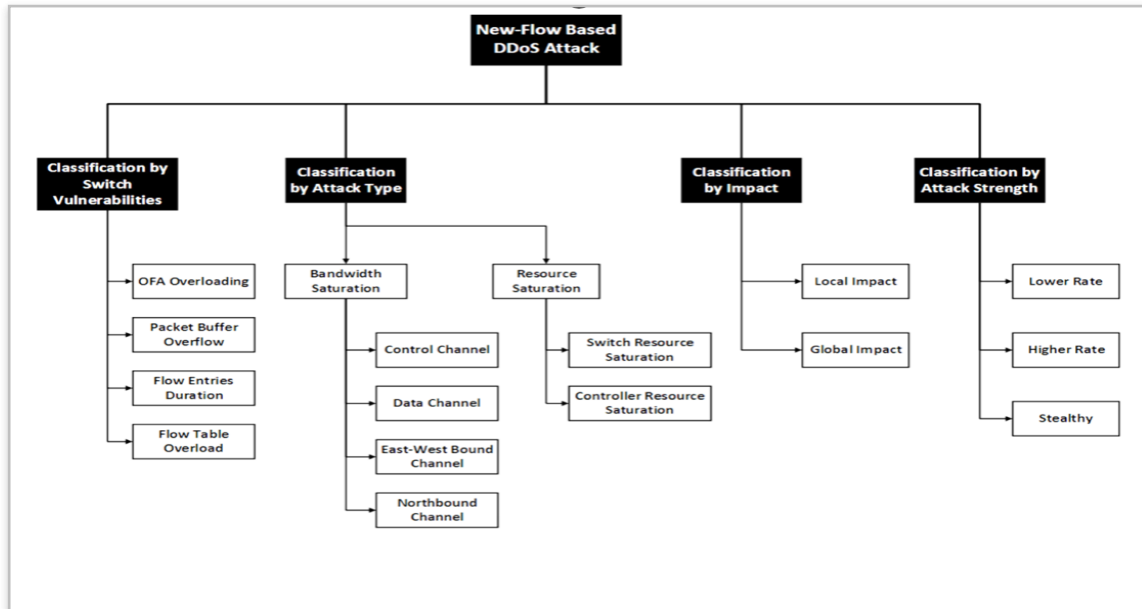 New-Flow Based
DDoS Attack
Classification by
Switch
Vulnerabilities
Classification
by Attack Type
Classification
by Impact
Classification by
Attack Strength
OFA Overloading
Packet Buffer
Overflow
Flow Entries
Duration
Flow Table
Overload
Bandwidth
Saturation
Control Channel
Data Channel
East-West Bound
Channel
Northbound
Channel
Resource
Saturation
Switch Resource
Saturation
Controller Resource
Saturation
Local Impact
Global Impact
Lower Rate
Higher Rate
Stealthy